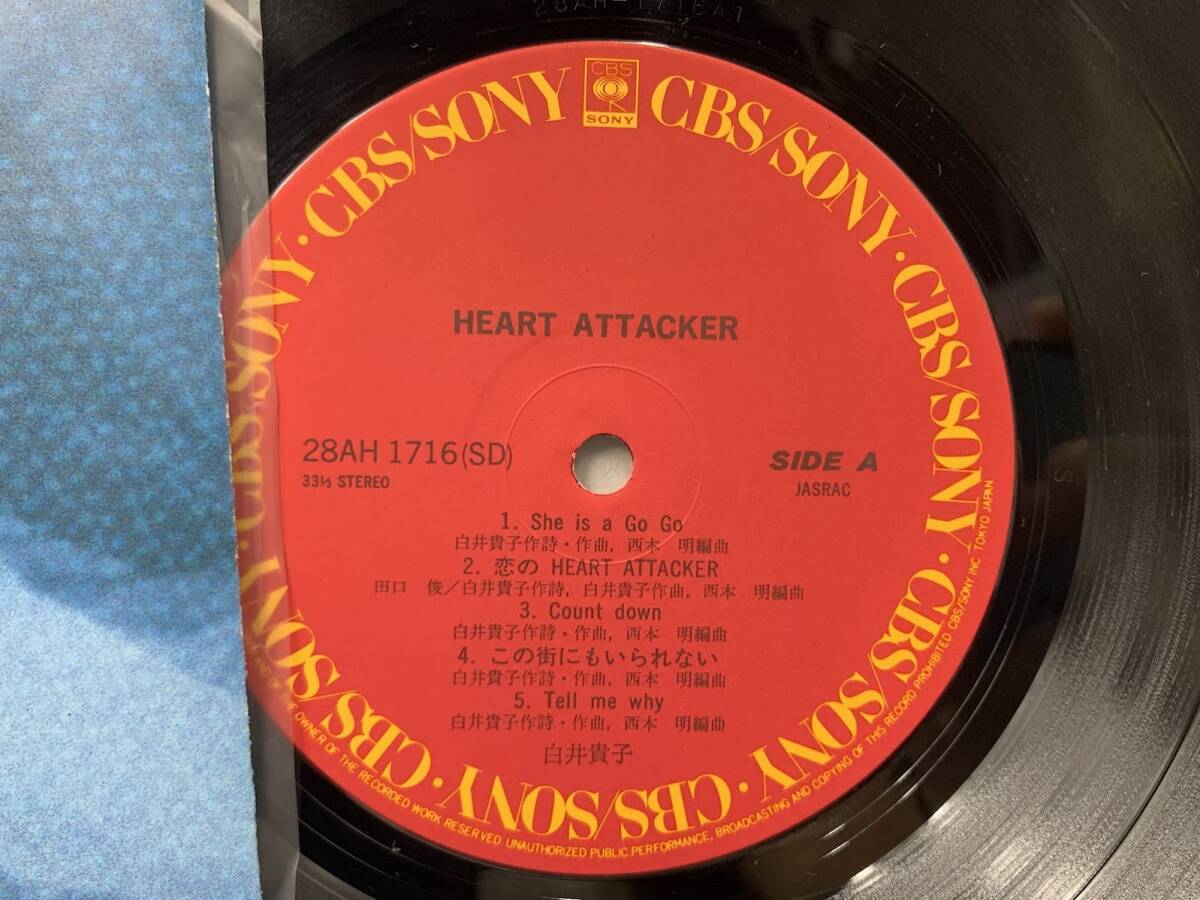 28AH-1716A1
CBS
SONY
CBS/SONY · CBS/SONY · CBS/SONY · CBS/SONY · CBS/SONY · CBS/SONY · CBS/SONY · CBS/SONY
HEART ATTACKER
28AH 1716(SD)
33⅓ STEREO
SIDE A
JASRAC
1. She is a Go Go
白井貴子作詩・作曲, 西本 明編曲
2. 恋の HEART ATTACKER
田口 俊／白井貴子作詩, 白井貴子作曲, 西本 明編曲
3. Count down
白井貴子作詩・作曲, 西本 明編曲
4. この街にもいられない
白井貴子作詩・作曲, 西本 明編曲
5. Tell me why
白井貴子作詩・作曲, 西本 明編曲
白井貴子
OWNER OF THE RECORDED WORK RESERVED. UNAUTHORIZED PUBLIC PERFORMANCE, BROADCASTING AND COPYING OF THIS RECORD PROHIBITED CBS/SONY INC. TOKYO JAPAN